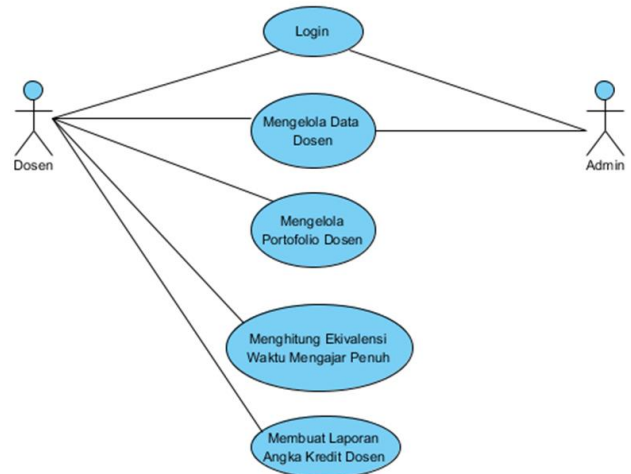 Login
Dosen
Admin
Mengelola Data
Dosen
Mengelola
Portofolio Dosen
Menghitung Ekivalensi
Waktu Mengajar Penuh
Membuat Laporan
Angka Kredit Dosen